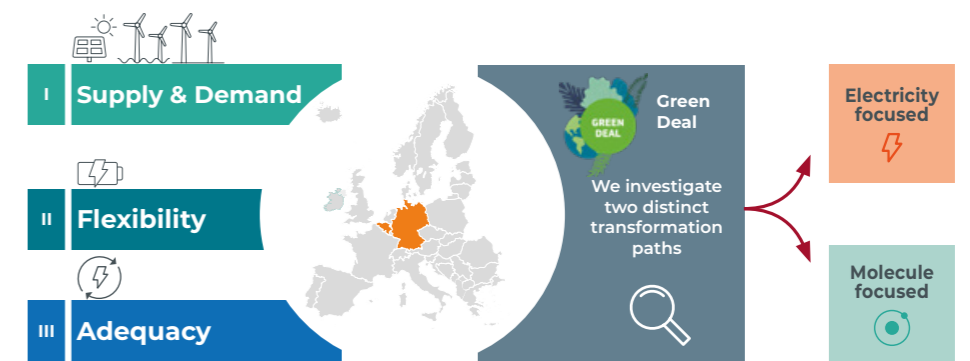 I
Supply & Demand
II
Flexibility
III
Adequacy
GREEN
DEAL
Green
Deal
We investigate
two distinct
transformation
paths
Electricity
focused
Molecule
focused